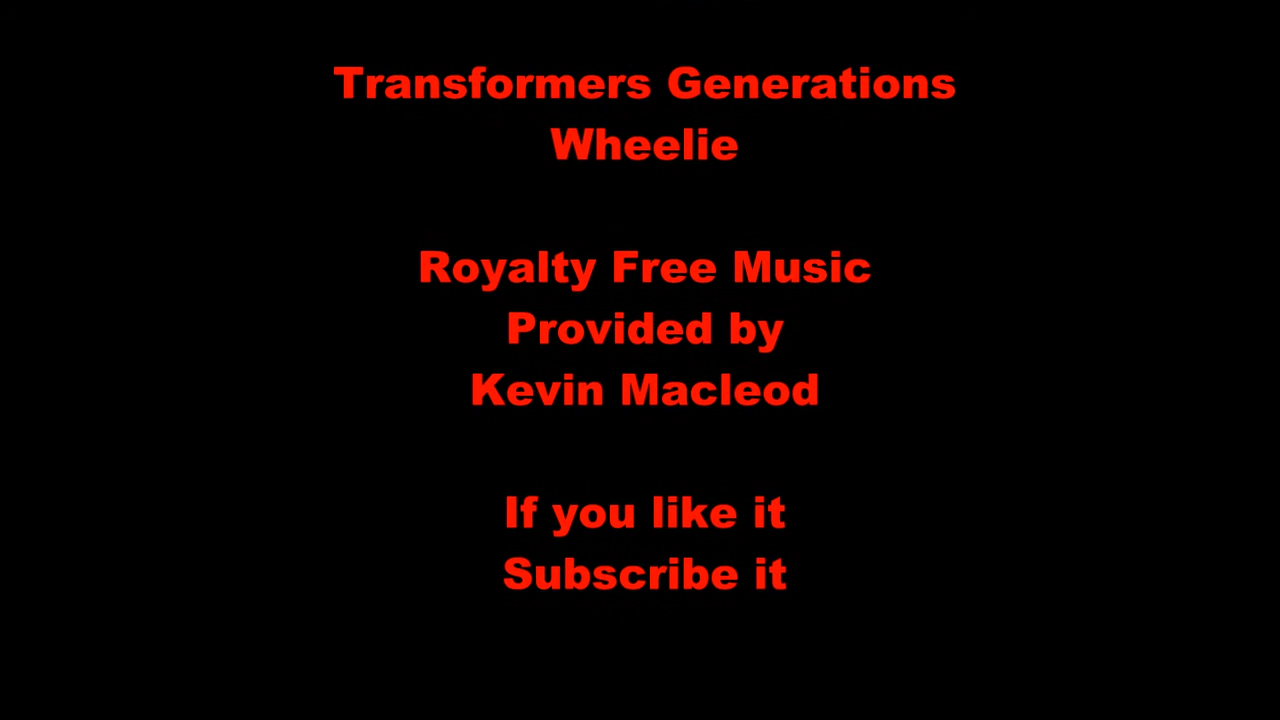 Transformers Generations
Wheelie
Royalty Free Music
Provided by
Kevin Macleod
If you like it
Subscribe it